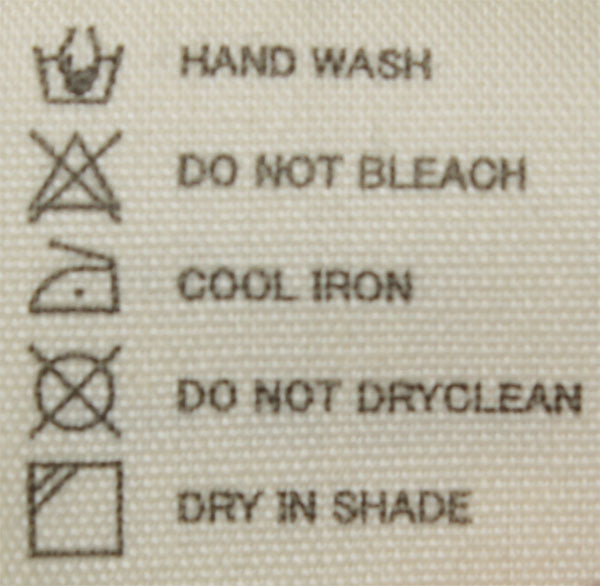 HAND WASH
DO NOT BLEACH
COOL IRON
DO NOT DRYCLEAN
DRY IN SHADE